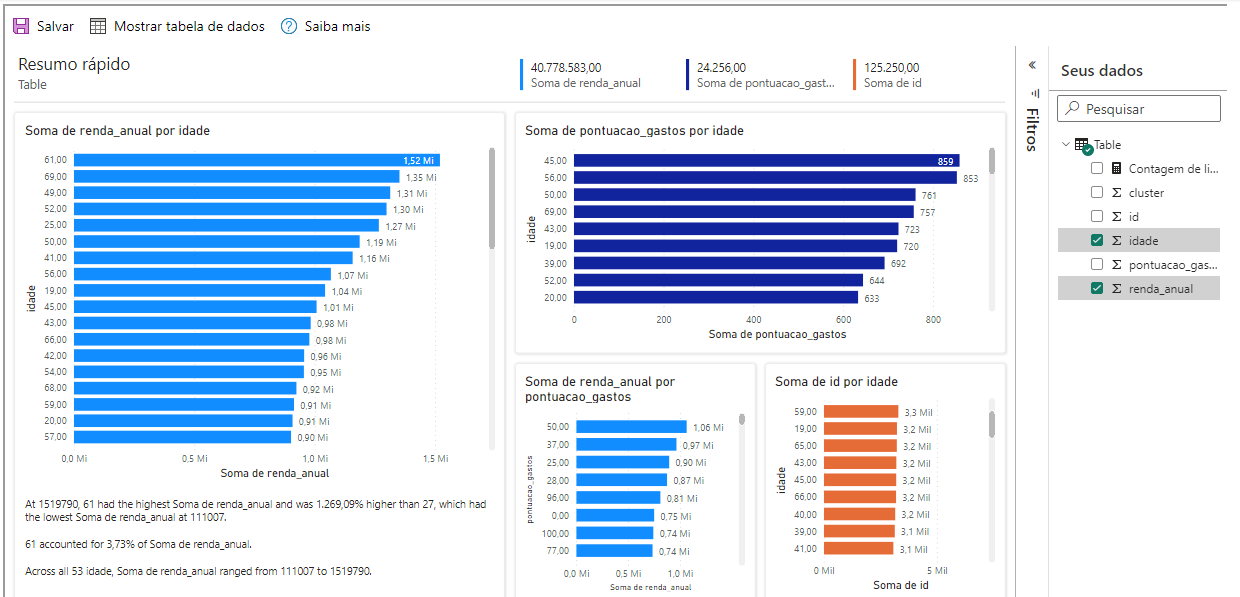 Salvar
Mostrar tabela de dados
Saiba mais
Resumo rápido
Table
40.778.583,00
Soma de renda_anual
24.256,00
Soma de pontuacao_gast...
125.250,00
Soma de id
Soma de renda_anual por idade
idade
61,00 1,52 Mi
69,00 1,35 Mi
49,00 1,31 Mi
52,00 1,30 Mi
25,00 1,27 Mi
50,00 1,19 Mi
41,00 1,16 Mi
56,00 1,07 Mi
19,00 1,04 Mi
45,00 1,01 Mi
43,00 0,98 Mi
66,00 0,98 Mi
42,00 0,96 Mi
54,00 0,95 Mi
68,00 0,92 Mi
59,00 0,91 Mi
20,00 0,91 Mi
57,00 0,90 Mi
0,0 Mi 0,5 Mi 1,0 Mi 1,5 Mi
Soma de renda_anual
At 1519790, 61 had the highest Soma de renda_anual and was 1.269,09% higher than 27, which had
the lowest Soma de renda_anual at 111007.
61 accounted for 3,73% of Soma de renda_anual.
Across all 53 idade, Soma de renda_anual ranged from 111007 to 1519790.
Soma de pontuacao_gastos por idade
idade
45,00 859
56,00 853
50,00 761
69,00 757
43,00 723
19,00 720
39,00 692
52,00 644
20,00 633
0 200 400 600 800
Soma de pontuacao_gastos
Soma de renda_anual por
pontuacao_gastos
pontuacao_gastos
50,00 1,06 Mi
37,00 0,97 Mi
25,00 0,90 Mi
28,00 0,87 Mi
96,00 0,81 Mi
0,00 0,75 Mi
100,00 0,74 Mi
77,00 0,74 Mi
0,0 Mi 0,5 Mi 1,0 Mi
Soma de renda_anual
Soma de id por idade
idade
59,00 3,3 Mil
19,00 3,2 Mil
65,00 3,2 Mil
43,00 3,2 Mil
45,00 3,2 Mil
66,00 3,2 Mil
40,00 3,2 Mil
39,00 3,1 Mil
41,00 3,1 Mil
0 Mil 5 Mil
Soma de id
Filtros
Seus dados
Pesquisar
Table
Contagem de li...
cluster
id
idade
pontuacao_gas...
renda_anual